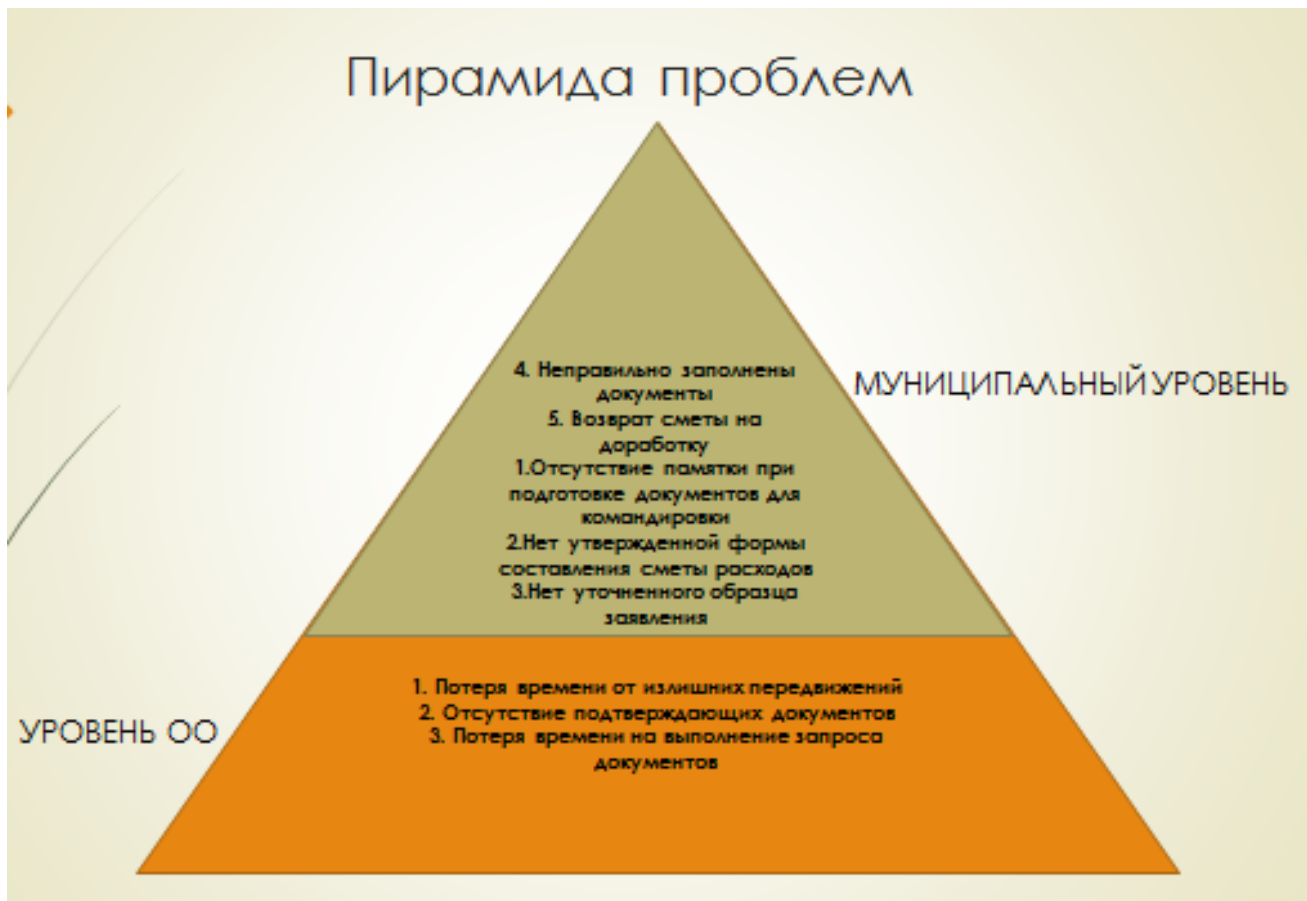 Пирамида проблем
4. Неправильно заполнены
документы
5. Возврат сметы на
доработку
1.Отсутствие памятки при
подготовке документов для
командировки
2.Нет утвержденной формы
составления сметы расходов
3.Нет уточненного образца
заявления
МУНИЦИПАЛЬНЫЙ УРОВЕНЬ
1. Потеря времени от излишних передвижений
2. Отсутствие подтверждающих документов
3. Потеря времени на выполнение запроса
документов
УРОВЕНЬ ОО